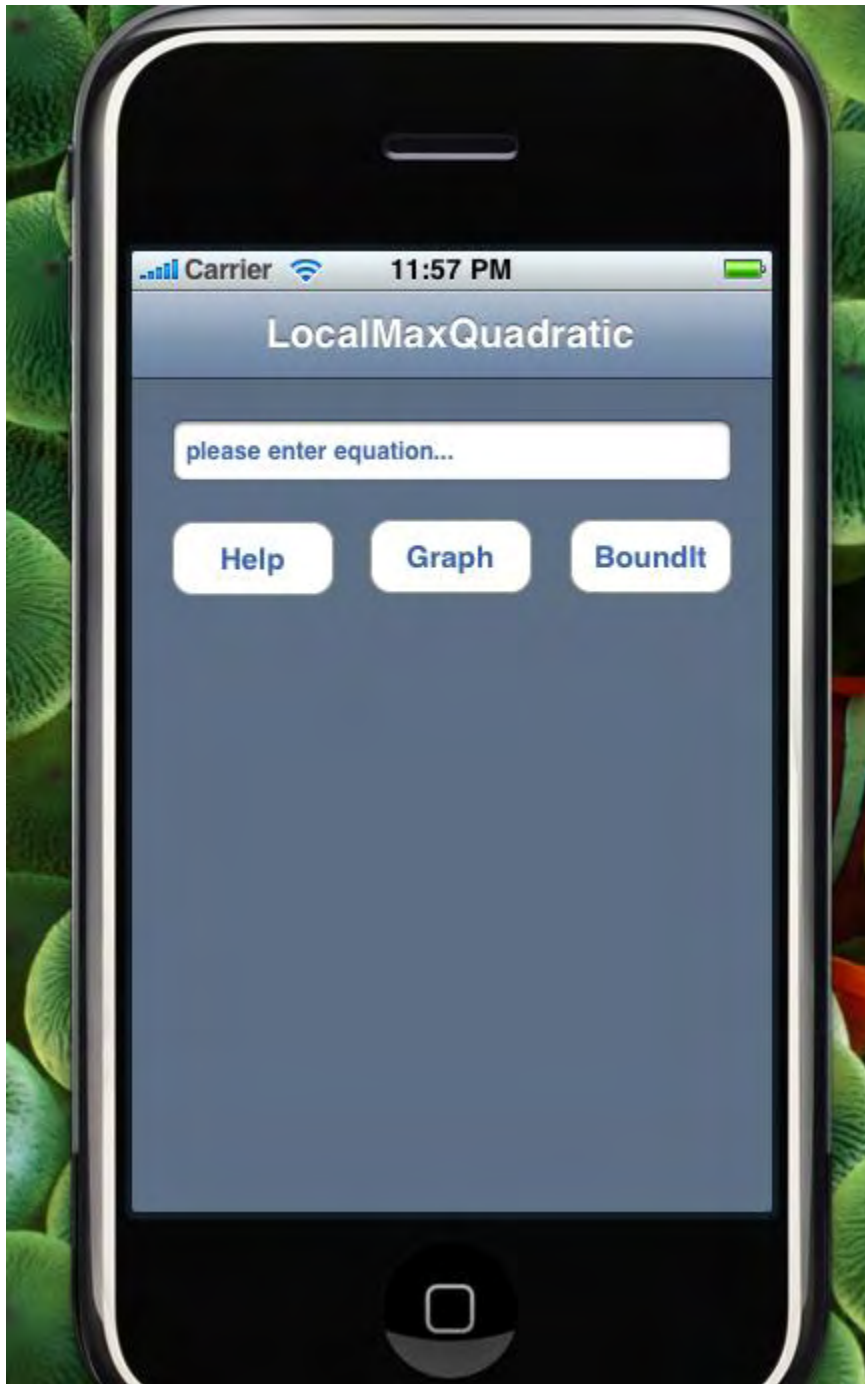 Carrier 11:57 PM
LocalMaxQuadratic
please enter equation...
Help Graph BoundIt